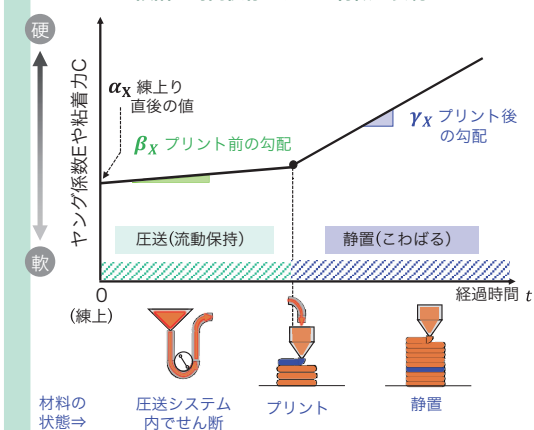 硬
αX 練上り
直後の値
βX プリント前の勾配
γX プリント後
の勾配
ヤング係数Eや粘着力C
圧送(流動保持)
静置(こわばる)
軟
0
(練上)
経過時間 t
材料の
状態⇒
圧送システム
内でせん断
プリント
静置